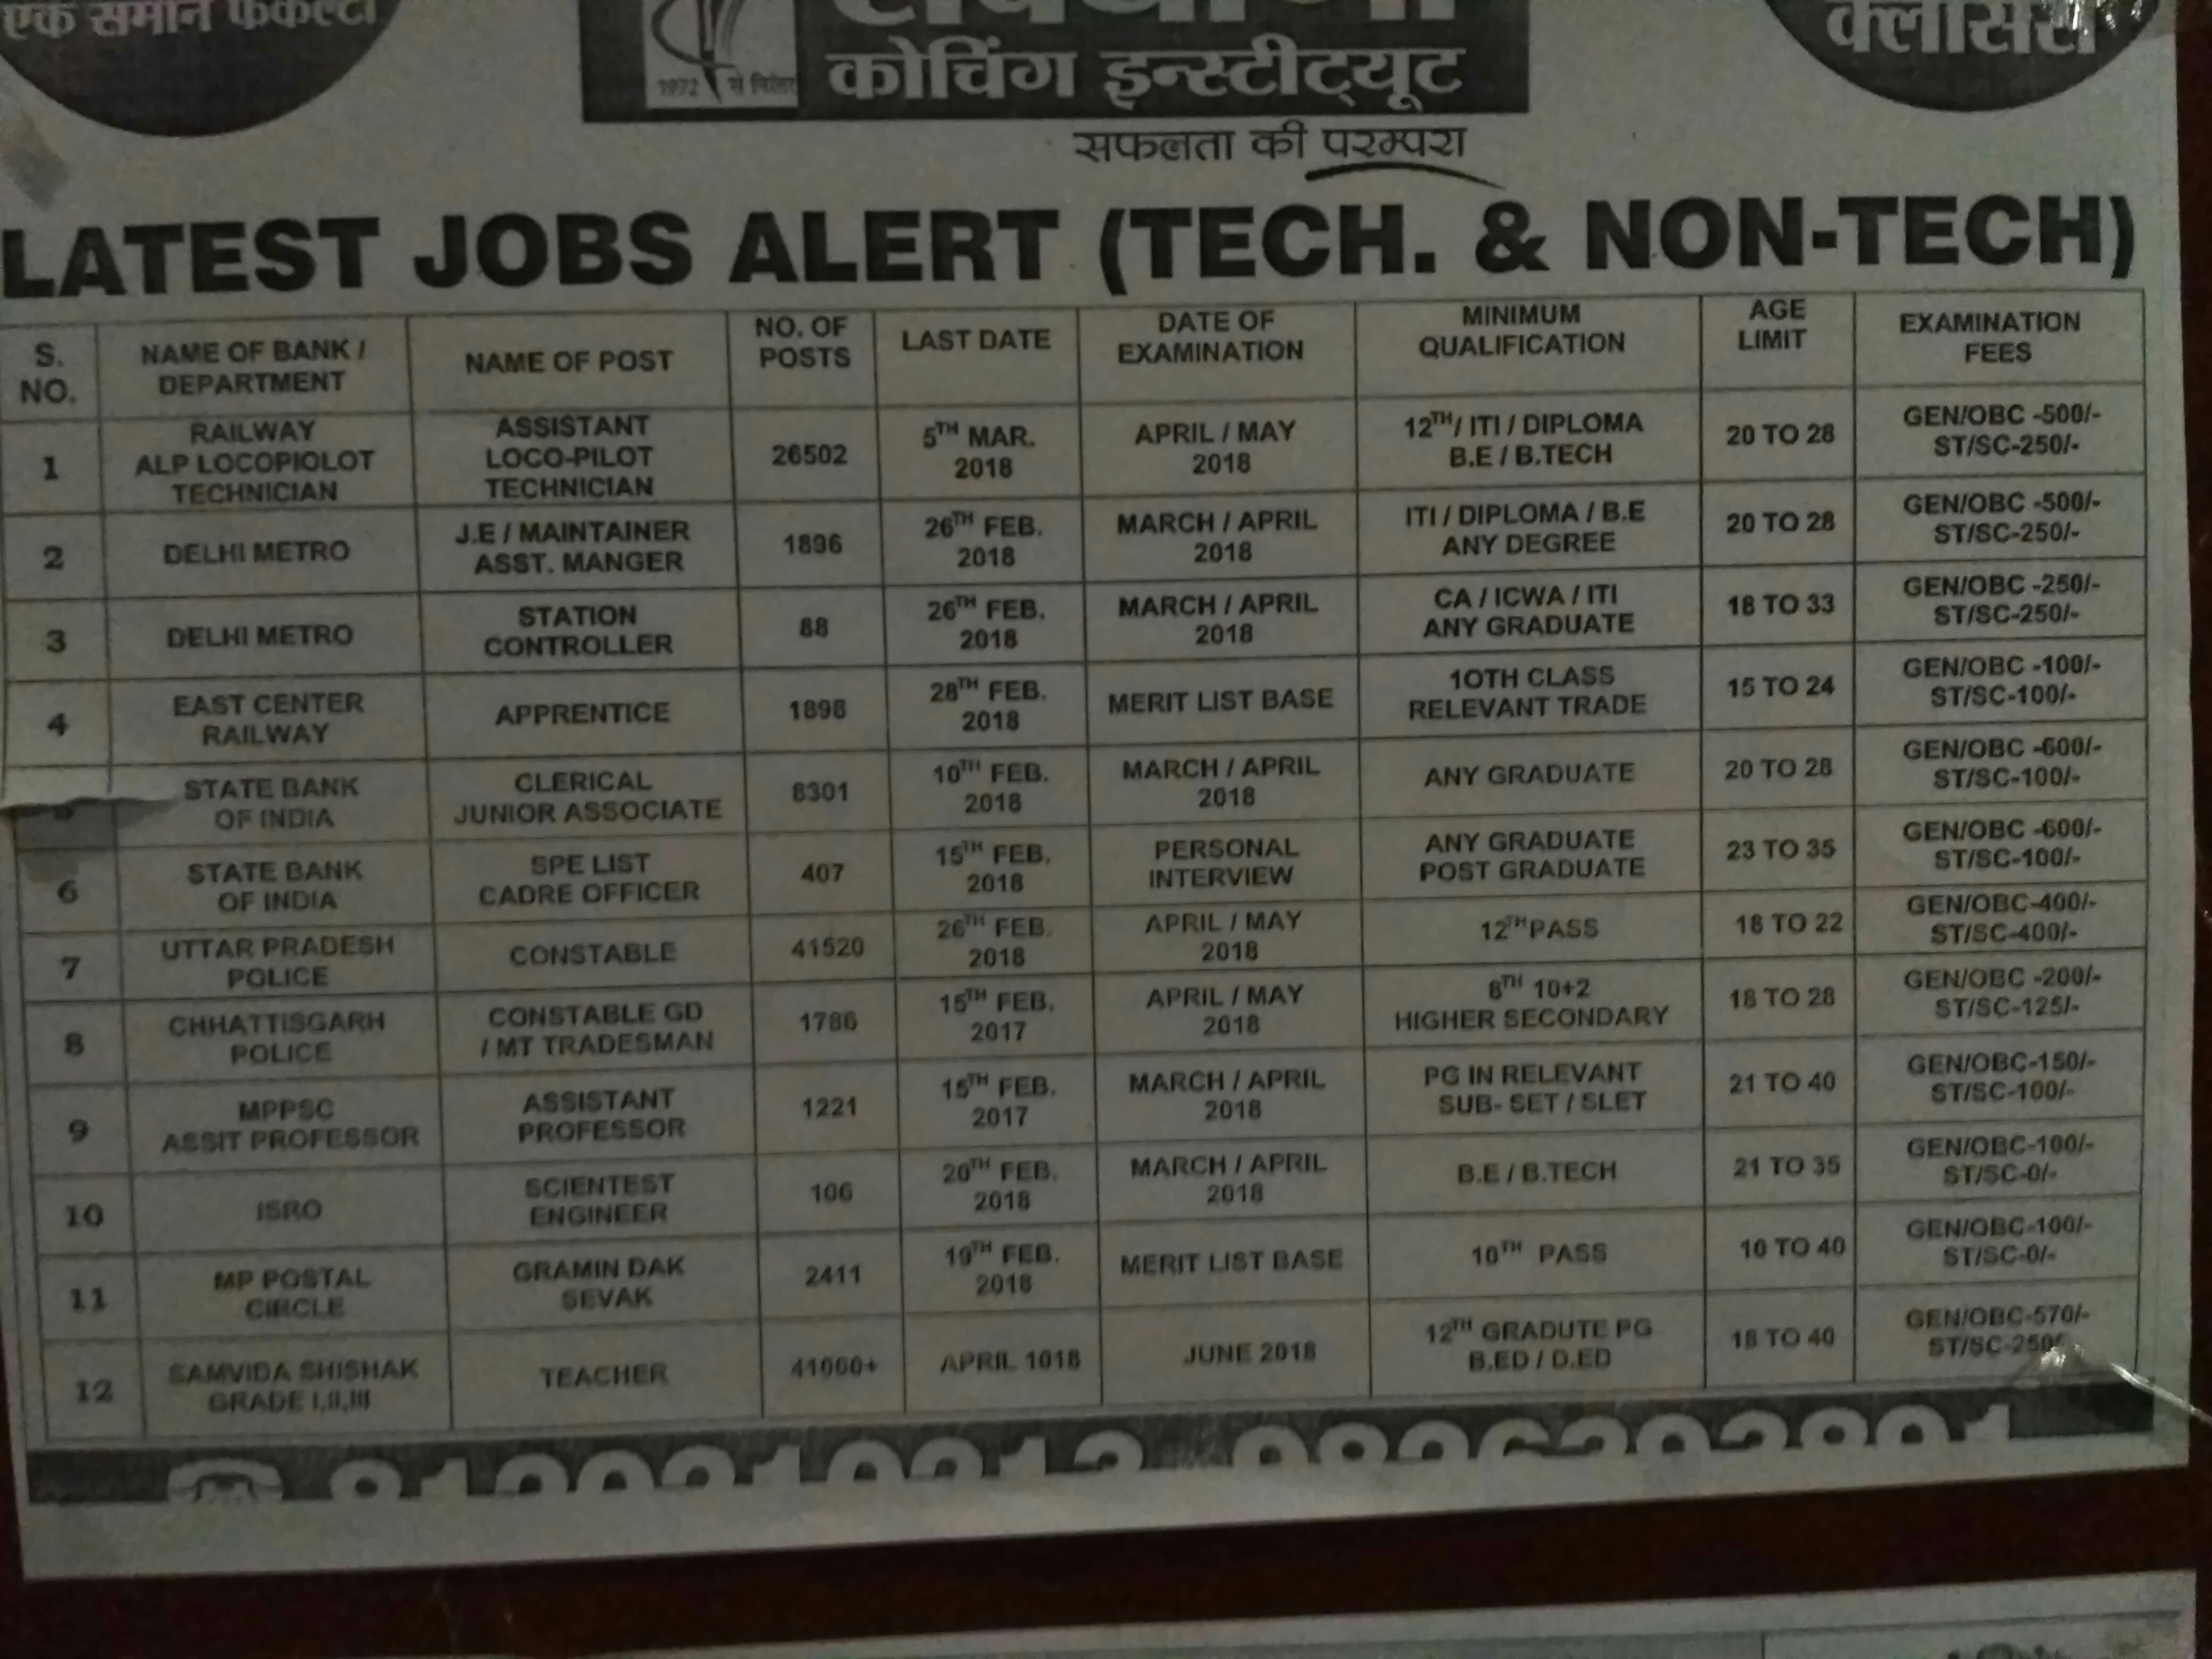 एक समान फैकल्टी
क्लासेस
1972 से निरंतर
कोचिंग इन्स्टीट्यूट
सफलता की परम्परा
LATEST JOBS ALERT (TECH. & NON-TECH)
S. NO. NAME OF BANK / DEPARTMENT NAME OF POST NO. OF POSTS LAST DATE DATE OF EXAMINATION MINIMUM QUALIFICATION AGE LIMIT EXAMINATION FEES
1 RAILWAY ALP LOCOPIOLOT TECHNICIAN ASSISTANT LOCO-PILOT TECHNICIAN 26502 5TH MAR. 2018 APRIL / MAY 2018 12TH/ ITI / DIPLOMA B.E / B.TECH 20 TO 28 GEN/OBC -500/- ST/SC-250/-
2 DELHI METRO J.E / MAINTAINER ASST. MANGER 1896 26TH FEB. 2018 MARCH / APRIL 2018 ITI / DIPLOMA / B.E ANY DEGREE 20 TO 28 GEN/OBC -500/- ST/SC-250/-
3 DELHI METRO STATION CONTROLLER 88 26TH FEB. 2018 MARCH / APRIL 2018 CA / ICWA / ITI ANY GRADUATE 18 TO 33 GEN/OBC -250/- ST/SC-250/-
4 EAST CENTER RAILWAY APPRENTICE 1898 28TH FEB. 2018 MERIT LIST BASE 10TH CLASS RELEVANT TRADE 15 TO 24 GEN/OBC -100/- ST/SC-100/-
STATE BANK OF INDIA CLERICAL JUNIOR ASSOCIATE 8301 10TH FEB. 2018 MARCH / APRIL 2018 ANY GRADUATE 20 TO 28 GEN/OBC -600/- ST/SC-100/-
6 STATE BANK OF INDIA SPE LIST CADRE OFFICER 407 15TH FEB. 2018 PERSONAL INTERVIEW ANY GRADUATE POST GRADUATE 23 TO 35 GEN/OBC -600/- ST/SC-100/-
7 UTTAR PRADESH POLICE CONSTABLE 41520 26TH FEB. 2018 APRIL / MAY 2018 12TH PASS 18 TO 22 GEN/OBC-400/- ST/SC-400/-
8 CHHATTISGARH POLICE CONSTABLE GD / MT TRADESMAN 1786 15TH FEB. 2017 APRIL / MAY 2018 8TH 10+2 HIGHER SECONDARY 18 TO 28 GEN/OBC -200/- ST/SC-125/-
9 MPPSC ASSIT PROFESSOR ASSISTANT PROFESSOR 1221 15TH FEB. 2017 MARCH / APRIL 2018 PG IN RELEVANT SUB- SET / SLET 21 TO 40 GEN/OBC-150/- ST/SC-100/-
10 ISRO SCIENTEST ENGINEER 106 20TH FEB. 2018 MARCH / APRIL 2018 B.E / B.TECH 21 TO 35 GEN/OBC-100/- ST/SC-0/-
11 MP POSTAL CIRCLE GRAMIN DAK SEVAK 2411 19TH FEB. 2018 MERIT LIST BASE 10TH PASS 10 TO 40 GEN/OBC-100/- ST/SC-0/-
12 SAMVIDA SHISHAK GRADE I,II,III TEACHER 41000+ APRIL 1018 JUNE 2018 12TH GRADUTE PG B.ED / D.ED 18 TO 40 GEN/OBC-570/- ST/SC-250/-